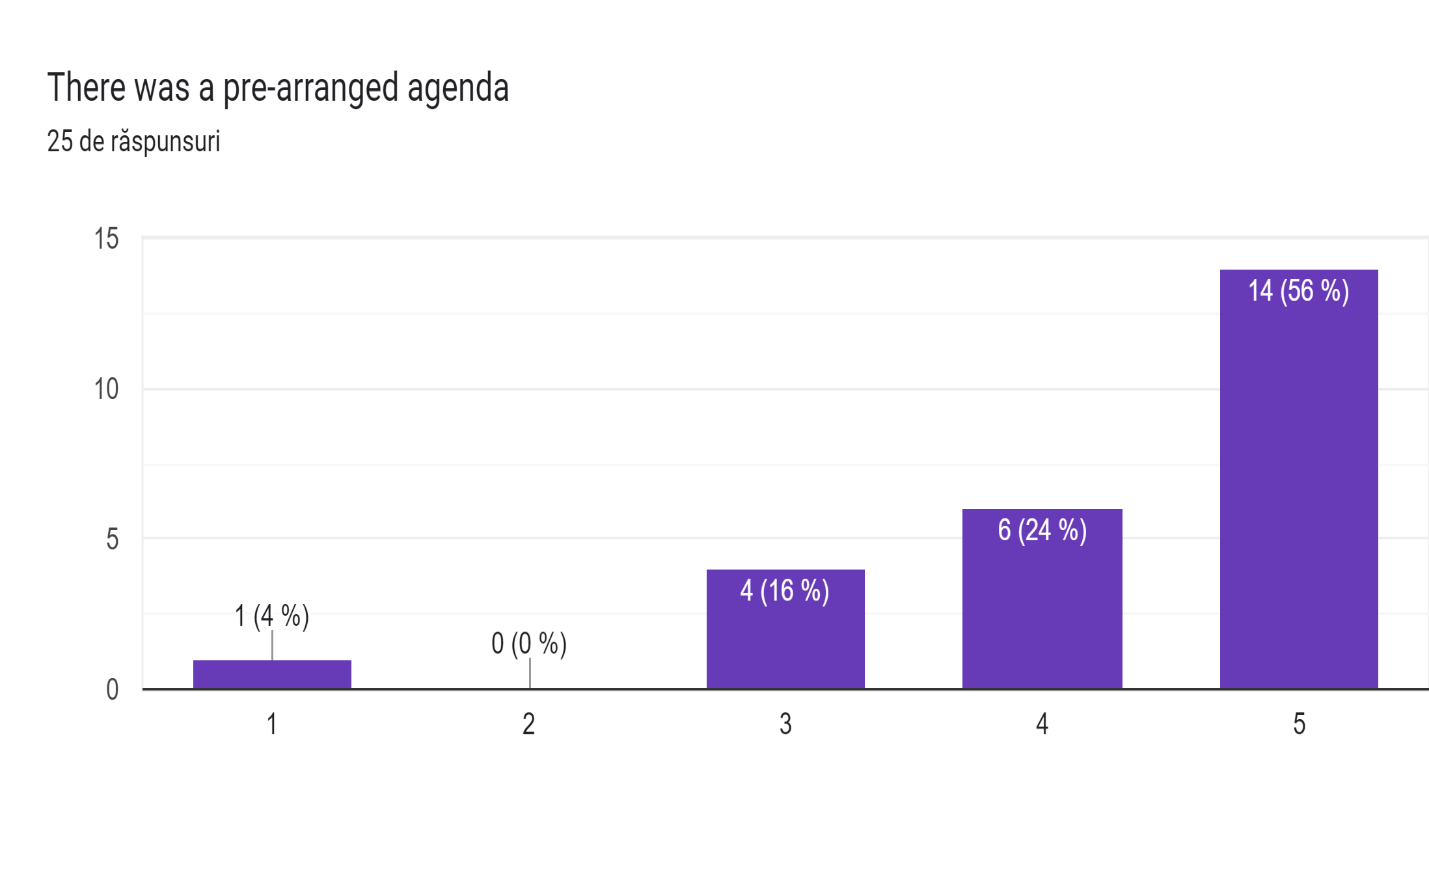 There was a pre-arranged agenda
25 de răspunsuri
15
10
5
0
1 (4 %)
0 (0 %)
4 (16 %)
6 (24 %)
14 (56 %)
1
2
3
4
5